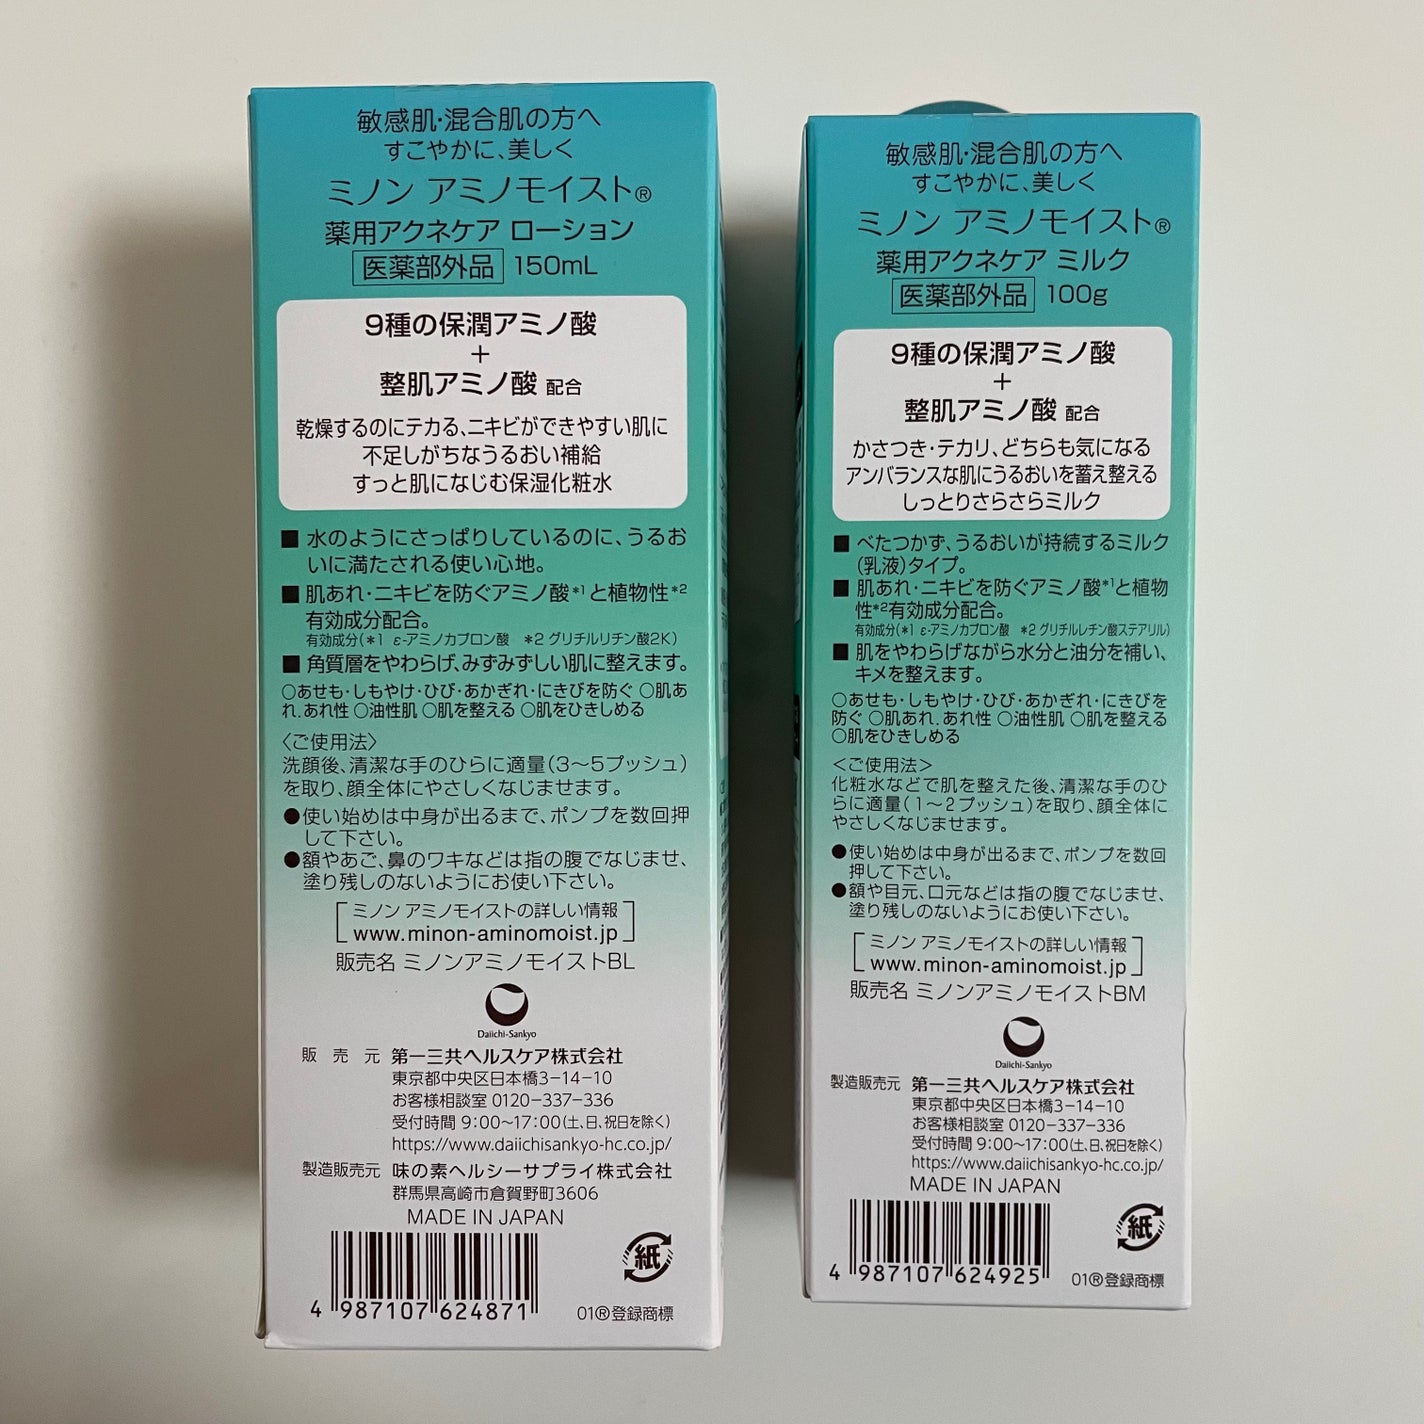 敏感肌・混合肌の方へ
すこやかに、美しく
ミノン アミノモイスト®
薬用アクネケア ローション
医薬部外品 150mL
9種の保潤アミノ酸
+
整肌アミノ酸 配合
乾燥するのにテカる、ニキビができやすい肌に
不足しがちなうるおい補給
すっと肌になじむ保湿化粧水
■ 水のようにさっぱりしているのに、うるお
いに満たされる使い心地。
■ 肌あれ・ニキビを防ぐアミノ酸*1と植物性*2
有効成分配合。
有効成分(*1 ε-アミノカプロン酸 *2 グリチルリチン酸2K)
■ 角質層をやわらげ、みずみずしい肌に整えます。
○あせも・しもやけ・ひび・あかぎれ・にきびを防ぐ ○肌あ
れ.あれ性 ○油性肌 ○肌を整える ○肌をひきしめる
〈ご使用法〉
洗顔後、清潔な手のひらに適量(3〜5プッシュ)
を取り、顔全体にやさしくなじませます。
●使い始めは中身が出るまで、ポンプを数回押
して下さい。
●額やあご、鼻のワキなどは指の腹でなじませ、
塗り残しのないようにお使い下さい。
[ミノン アミノモイストの詳しい情報
www.minon-aminomoist.jp]
販売名 ミノンアミノモイストBL
Daiichi-Sankyo
販売元 第一三共ヘルスケア株式会社
東京都中央区日本橋3-14-10
お客様相談室 0120-337-336
受付時間 9:00〜17:00(土、日、祝日を除く)
https://www.daiichisankyo-hc.co.jp/
製造販売元 味の素ヘルシーサプライ株式会社
群馬県高崎市倉賀野町3606
MADE IN JAPAN
紙
4 987107 624871
01®登録商標
敏感肌・混合肌の方へ
すこやかに、美しく
ミノン アミノモイスト®
薬用アクネケア ミルク
医薬部外品 100g
9種の保潤アミノ酸
+
整肌アミノ酸 配合
かさつき・テカリ、どちらも気になる
アンバランスな肌にうるおいを蓄え整える
しっとりさらさらミルク
■ べたつかず、うるおいが持続するミルク
(乳液)タイプ。
■ 肌あれ・ニキビを防ぐアミノ酸*1と植物
性*2有効成分配合。
有効成分(*1 ε-アミノカプロン酸 *2 グリチルレチン酸ステアリル)
■ 肌をやわらげながら水分と油分を補い、
キメを整えます。
○あせも・しもやけ・ひび・あかぎれ・にきびを
防ぐ ○肌あれ.あれ性 ○油性肌 ○肌を整える
○肌をひきしめる
<ご使用法>
化粧水などで肌を整えた後、清潔な手のひ
らに適量(1〜2プッシュ)を取り、顔全体に
やさしくなじませます。
●使い始めは中身が出るまで、ポンプを数回
押して下さい。
●額や目元、口元などは指の腹でなじませ、
塗り残しのないようにお使い下さい。
[ミノン アミノモイストの詳しい情報
www.minon-aminomoist.jp]
販売名 ミノンアミノモイストBM
Daiichi-Sankyo
製造販売元 第一三共ヘルスケア株式会社
東京都中央区日本橋3-14-10
お客様相談室 0120-337-336
受付時間 9:00〜17:00(土、日、祝日を除く)
https://www.daiichisankyo-hc.co.jp/
MADE IN JAPAN
紙
4 987107 624925
01®登録商標